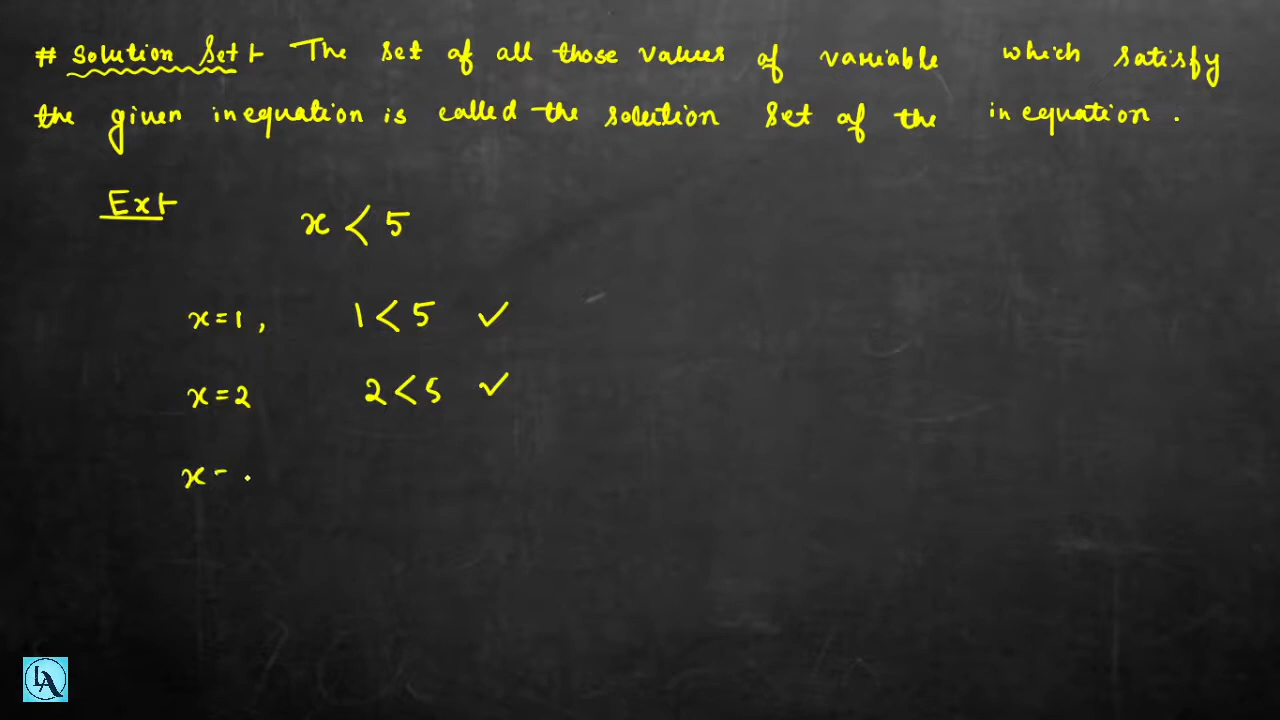 # Solution Set :- The set of all those values of variable which satisfy
the given inequation is called the solution set of the inequation.
Ex :-
x < 5
x = 1, 1 < 5 ✓
x = 2 2 < 5 ✓
x -
LA